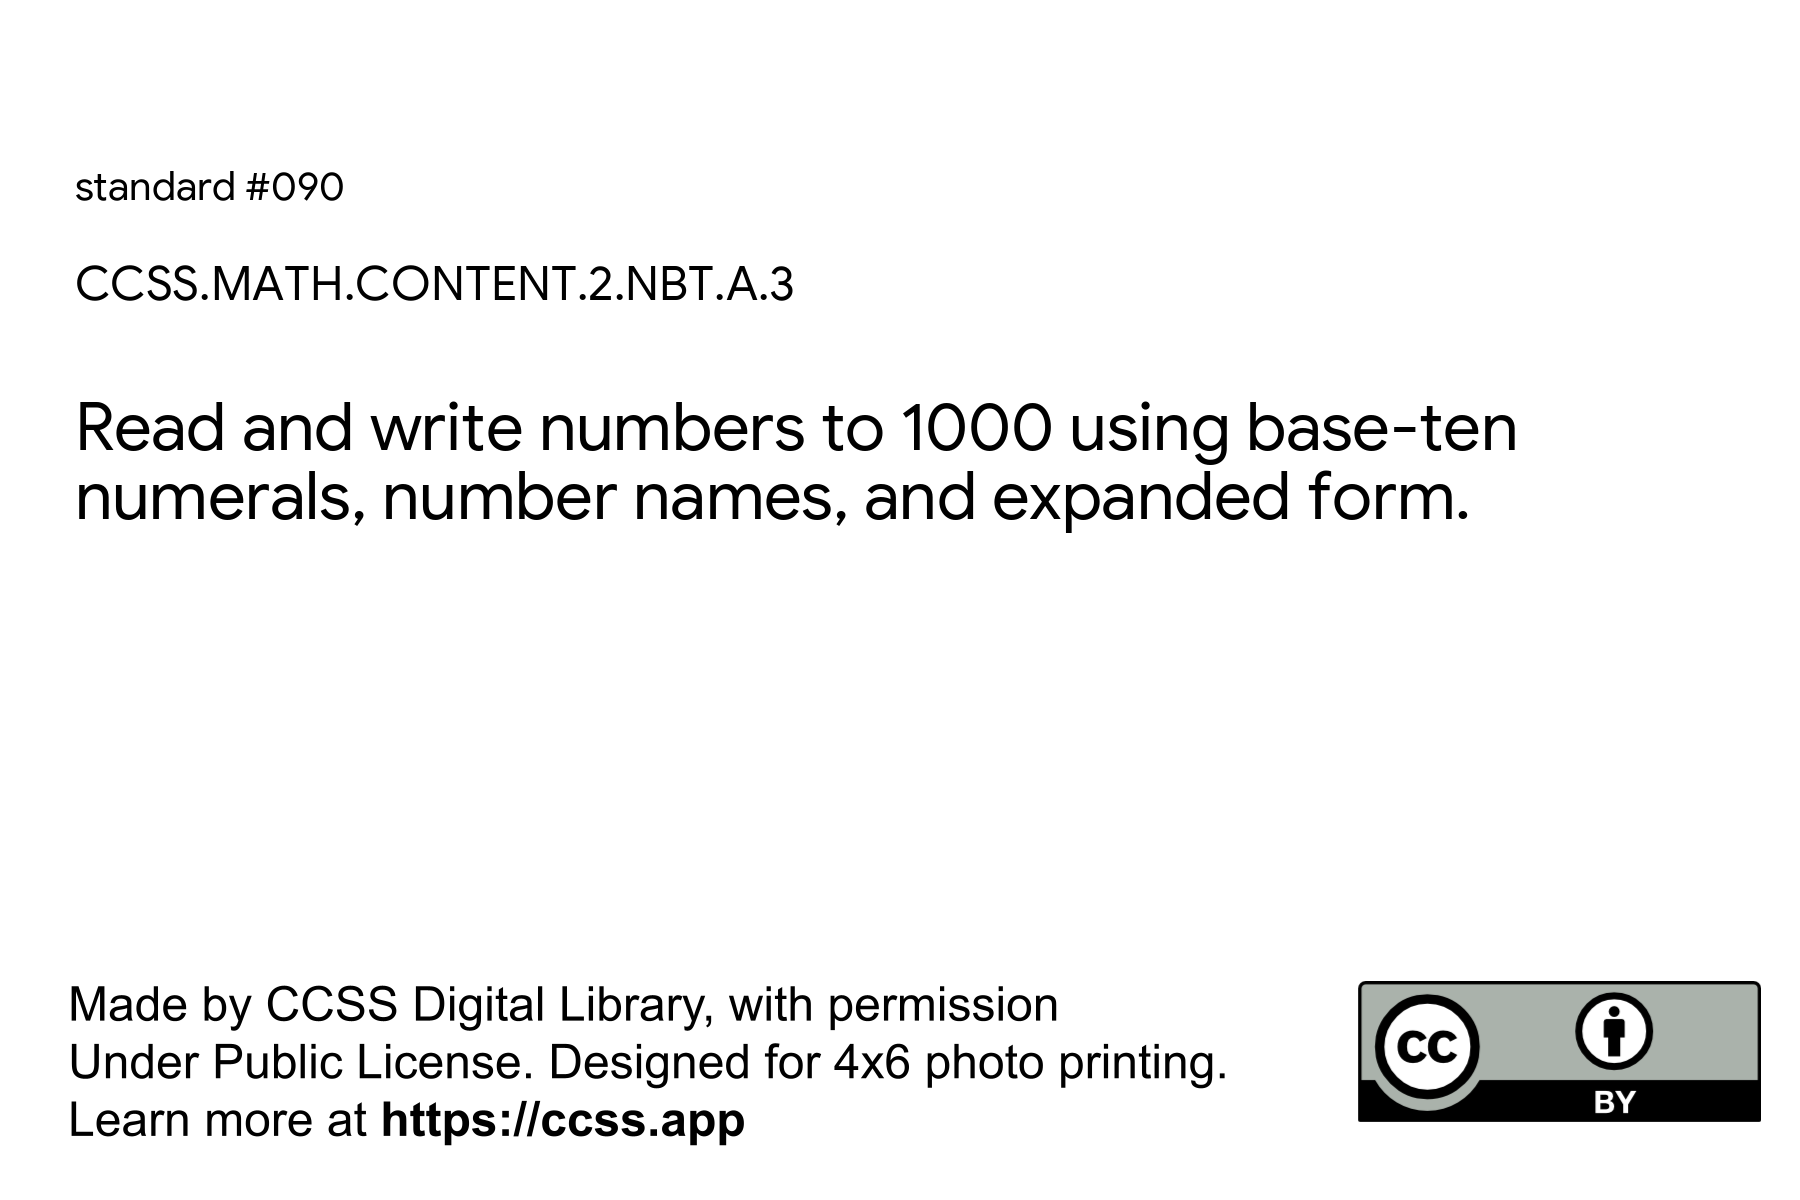 standard #090
CCSS.MATH.CONTENT.2.NBT.A.3
Read and write numbers to 1000 using base-ten
numerals, number names, and expanded form.
Made by CCSS Digital Library, with permission
Under Public License. Designed for 4x6 photo printing.
Learn more at https://ccss.app
cc
BY